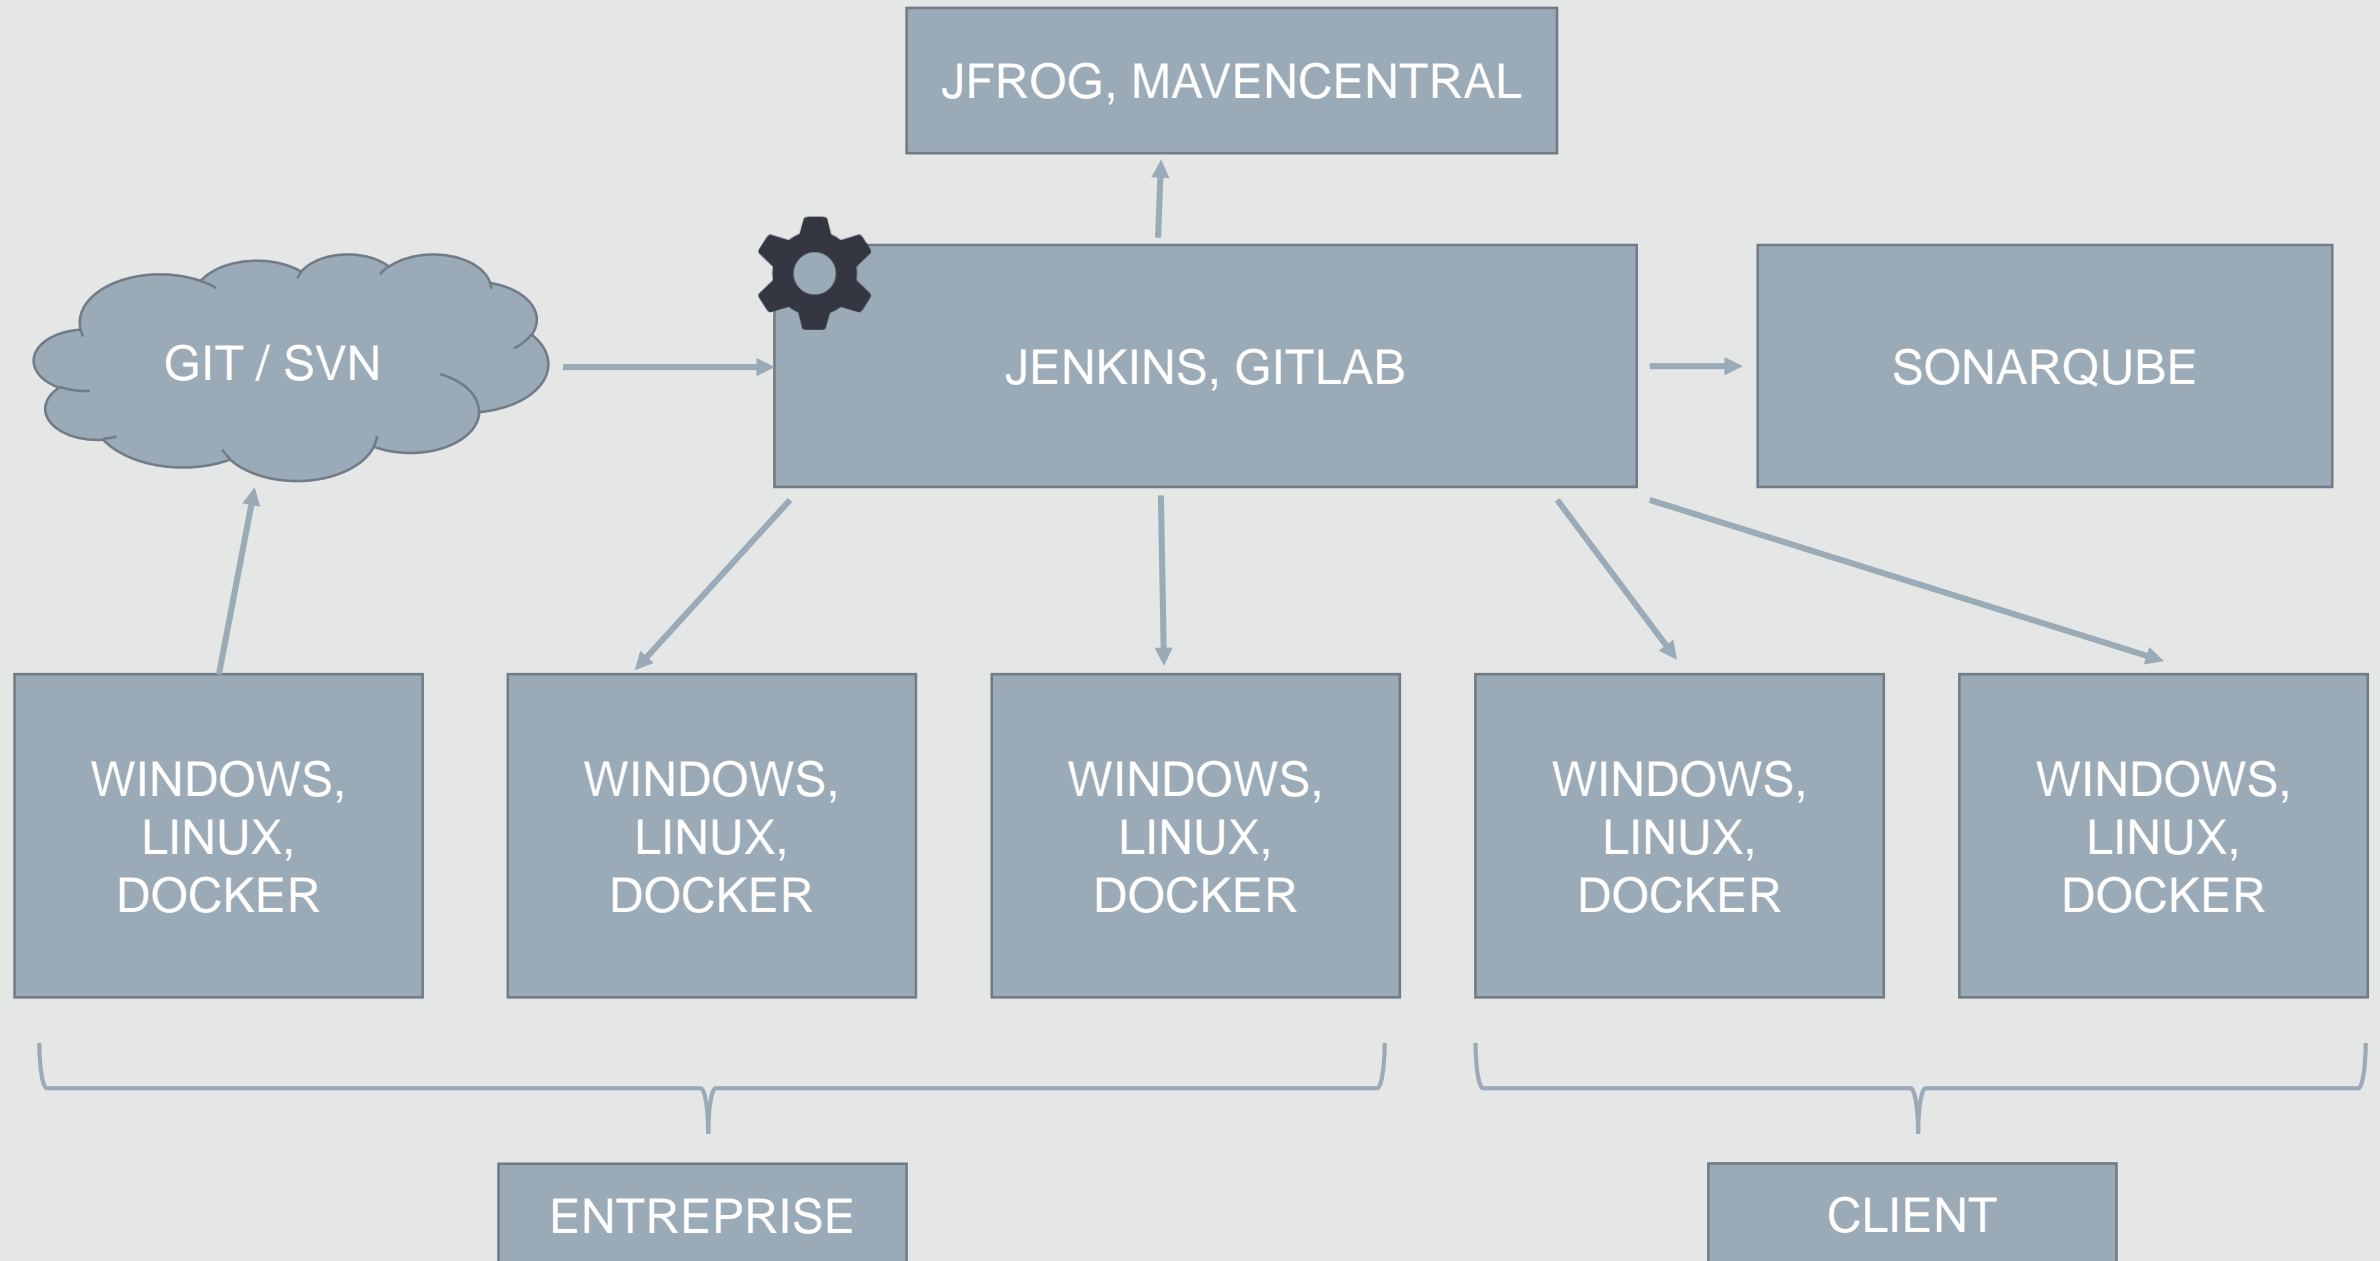 JFROG, MAVENCENTRAL
GIT / SVN
JENKINS, GITLAB
SONARQUBE
WINDOWS,
LINUX,
DOCKER
WINDOWS,
LINUX,
DOCKER
WINDOWS,
LINUX,
DOCKER
WINDOWS,
LINUX,
DOCKER
WINDOWS,
LINUX,
DOCKER
ENTREPRISE
CLIENT